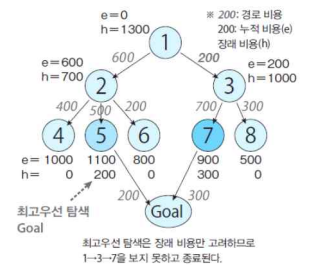 e=0
h=1300
※ 200: 경로 비용
200: 누적 비용(e)
장래 비용(h)
1
600
200
e=600
h=700
e=200
h=1000
2
3
400
500
200
700
300
4
5
6
7
8
e= 1000 1100 800 900 500
h= 0 200 0 300 0
200
300
최고우선 탐색
Goal
Goal
최고우선 탐색은 장래 비용만 고려하므로
1→3→7을 보지 못하고 종료된다.